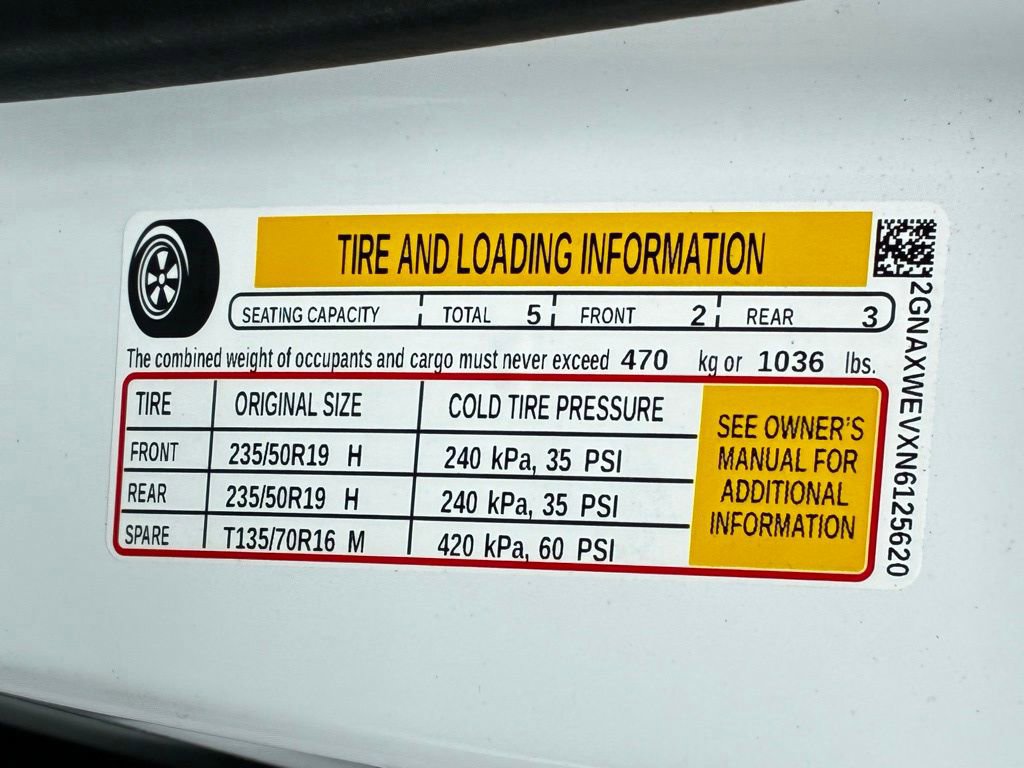 TIRE AND LOADING INFORMATION
SEATING CAPACITY TOTAL 5 FRONT 2 REAR 3
The combined weight of occupants and cargo must never exceed 470 kg or 1036 lbs.
TIRE ORIGINAL SIZE COLD TIRE PRESSURE
FRONT 235/50R19 H 240 kPa, 35 PSI
REAR 235/50R19 H 240 kPa, 35 PSI
SPARE T135/70R16 M 420 kPa, 60 PSI
SEE OWNER'S
MANUAL FOR
ADDITIONAL
INFORMATION
2GNAXWEVXN6125620